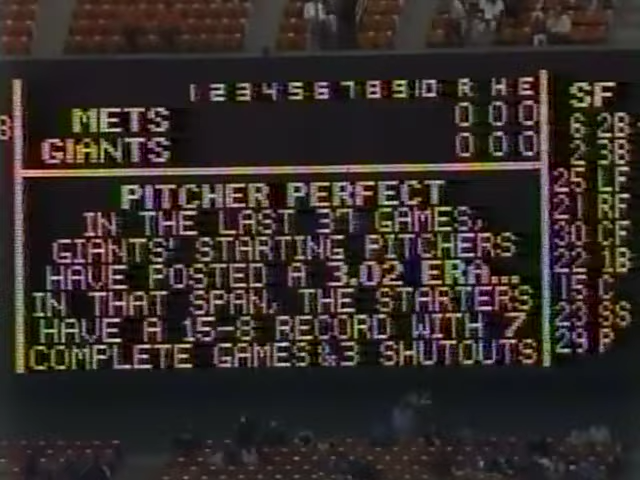 1 2 3 4 5 6 7 8 9 10 R H E
METS 0 0 0
GIANTS 0 0 0
PITCHER PERFECT
IN THE LAST 37 GAMES,
GIANTS' STARTING PITCHERS
HAVE POSTED A 3.02 ERA...
IN THAT SPAN, THE STARTERS
HAVE A 15-8 RECORD WITH 7
COMPLETE GAMES & 3 SHUTOUTS
SF
6 2B
2 3B
25 LF
21 RF
30 CF
22 1B
15 C
23 SS
29 P